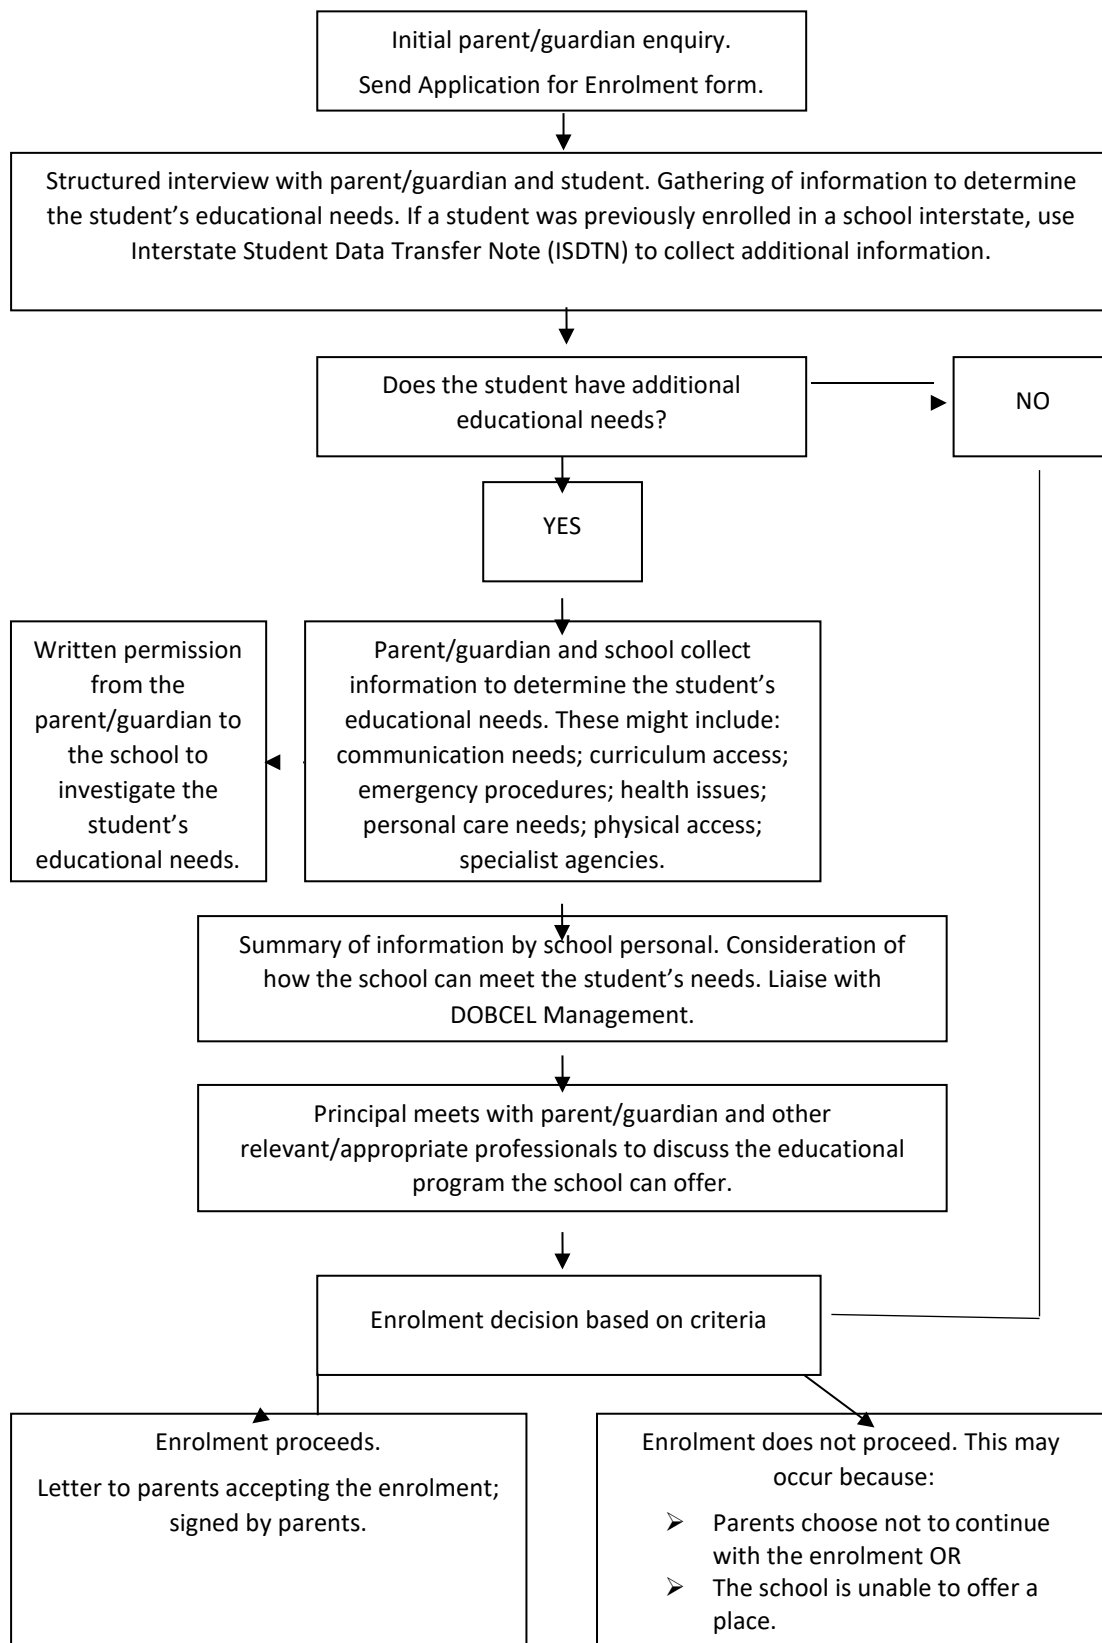 Initial parent/guardian enquiry.
Send Application for Enrolment form.
Structured interview with parent/guardian and student. Gathering of information to determine
the student’s educational needs. If a student was previously enrolled in a school interstate, use
Interstate Student Data Transfer Note (ISDTN) to collect additional information.
Does the student have additional
educational needs?
NO
YES
Written permission
from the
parent/guardian to
the school to
investigate the
student’s
educational needs.
Parent/guardian and school collect
information to determine the student’s
educational needs. These might include:
communication needs; curriculum access;
emergency procedures; health issues;
personal care needs; physical access;
specialist agencies.
Summary of information by school personal. Consideration of
how the school can meet the student’s needs. Liaise with
DOBCEL Management.
Principal meets with parent/guardian and other
relevant/appropriate professionals to discuss the educational
program the school can offer.
Enrolment decision based on criteria
Enrolment proceeds.
Letter to parents accepting the enrolment;
signed by parents.
Enrolment does not proceed. This may
occur because:
➢ Parents choose not to continue
with the enrolment OR
➢ The school is unable to offer a
place.